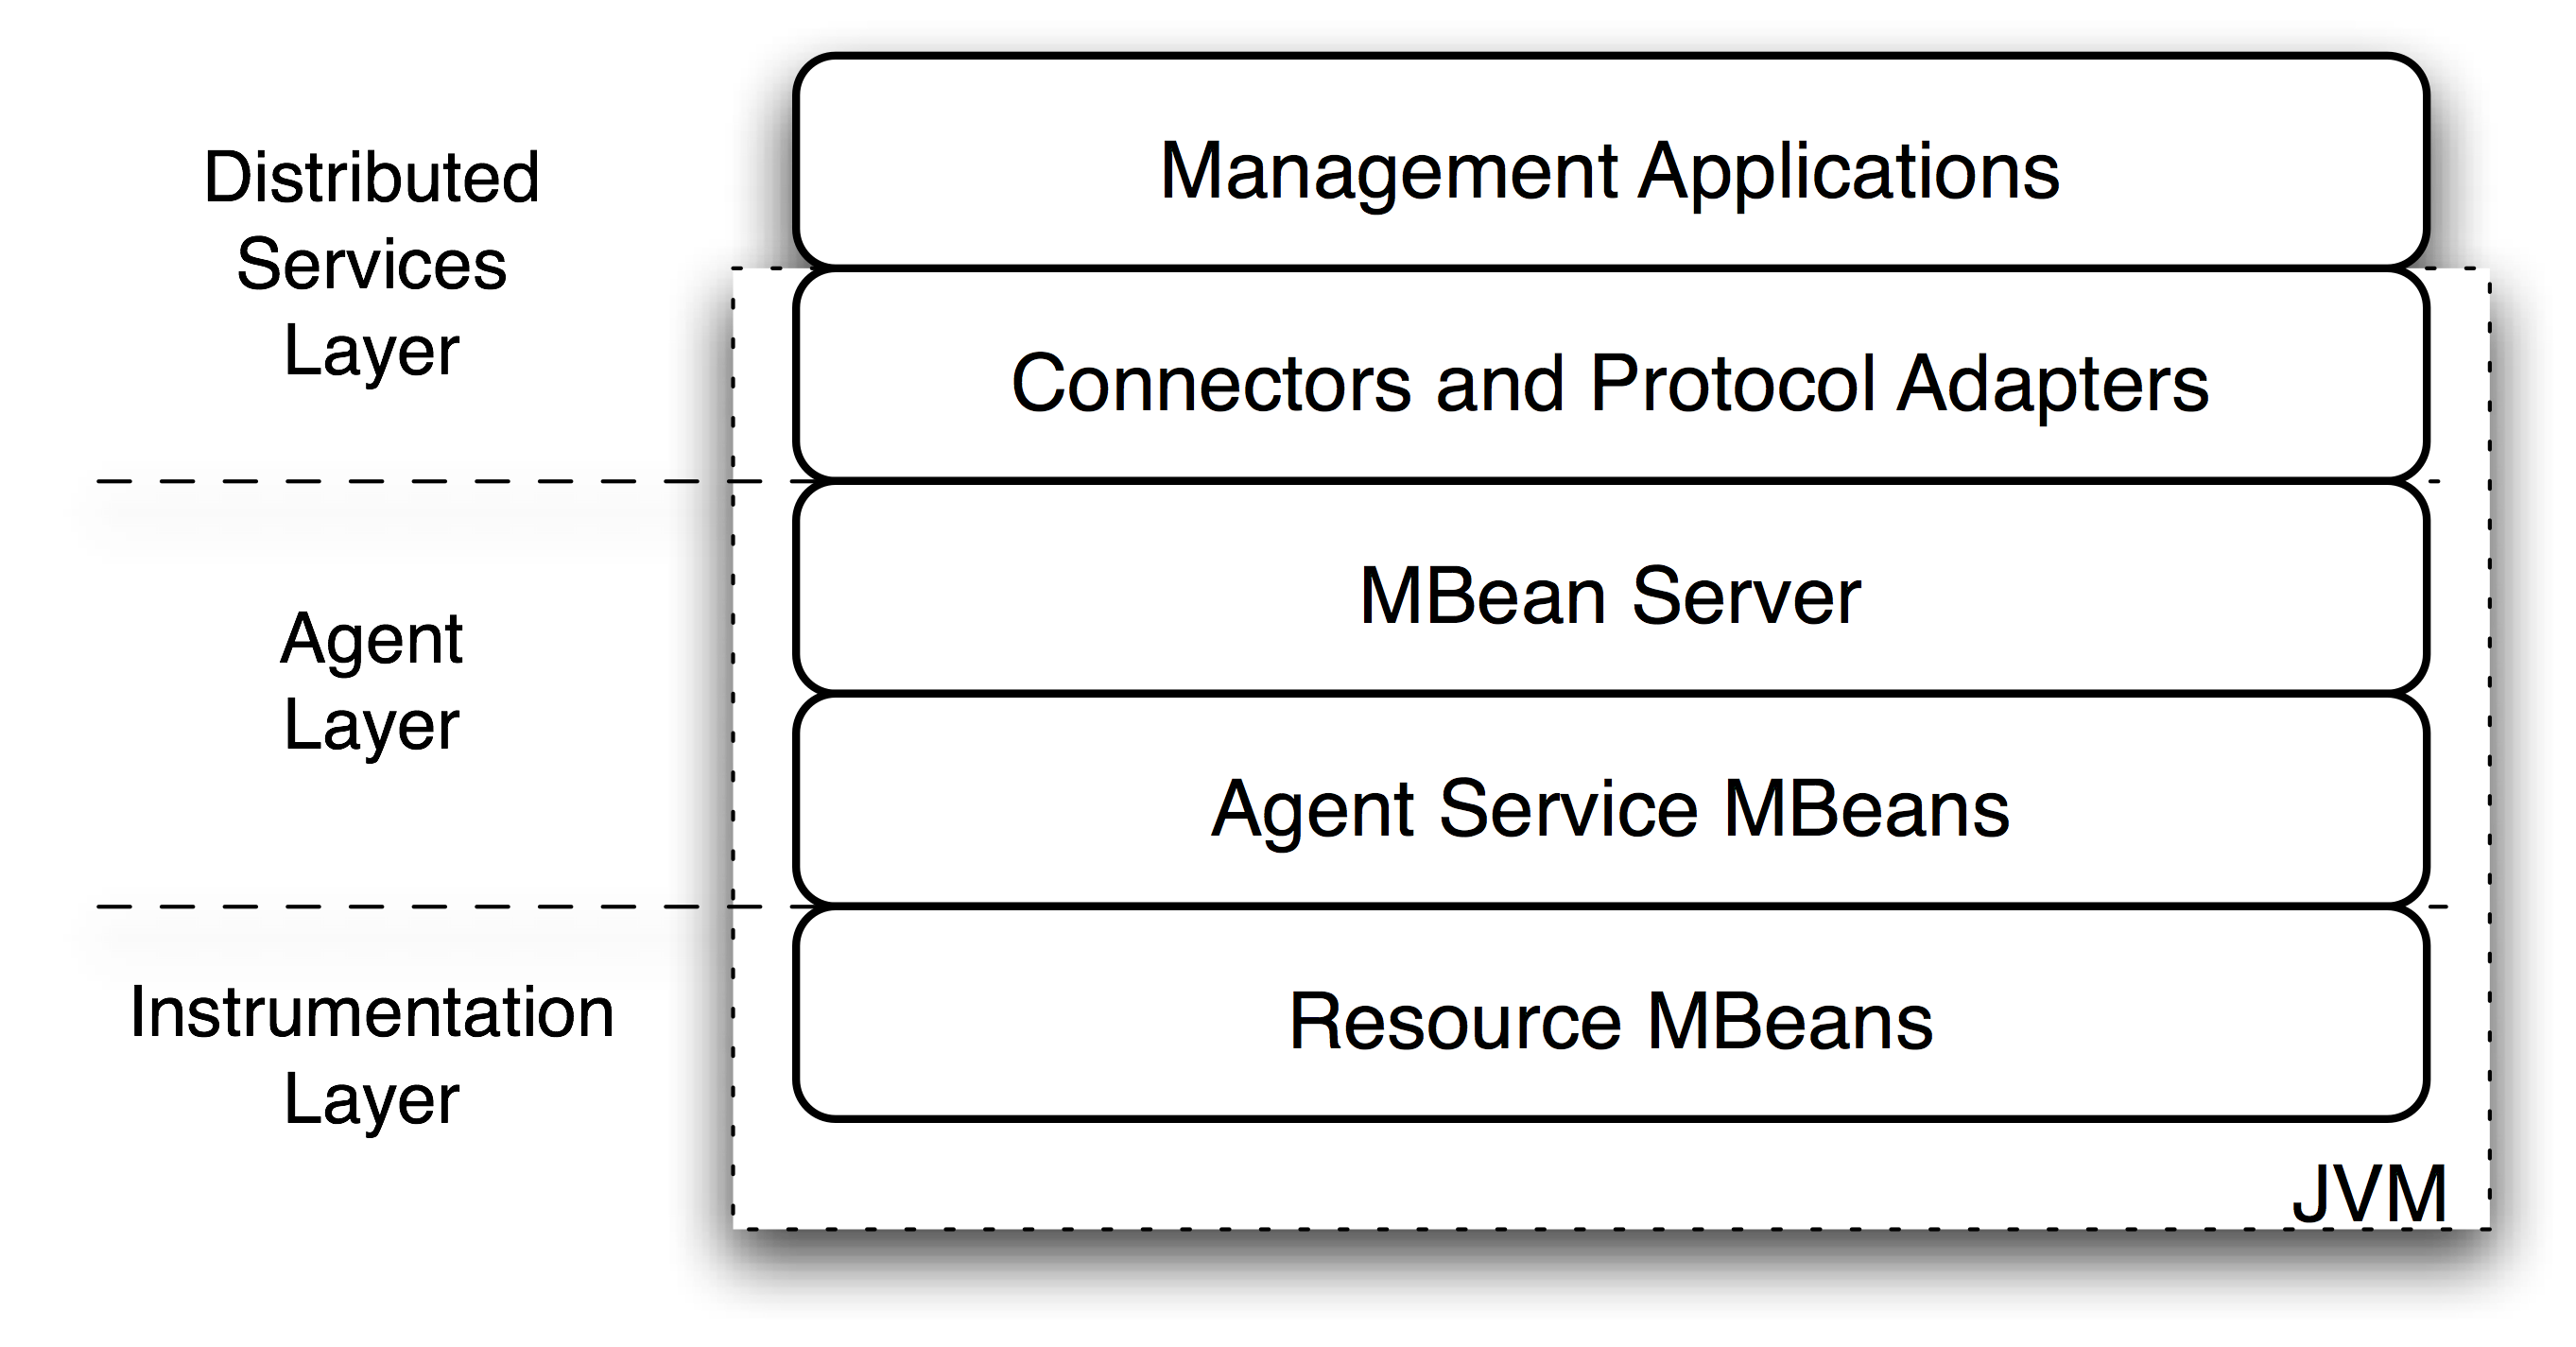 Distributed
Services
Layer
Management Applications
Connectors and Protocol Adapters
Agent
Layer
MBean Server
Agent Service MBeans
Instrumentation
Layer
Resource MBeans
JVM